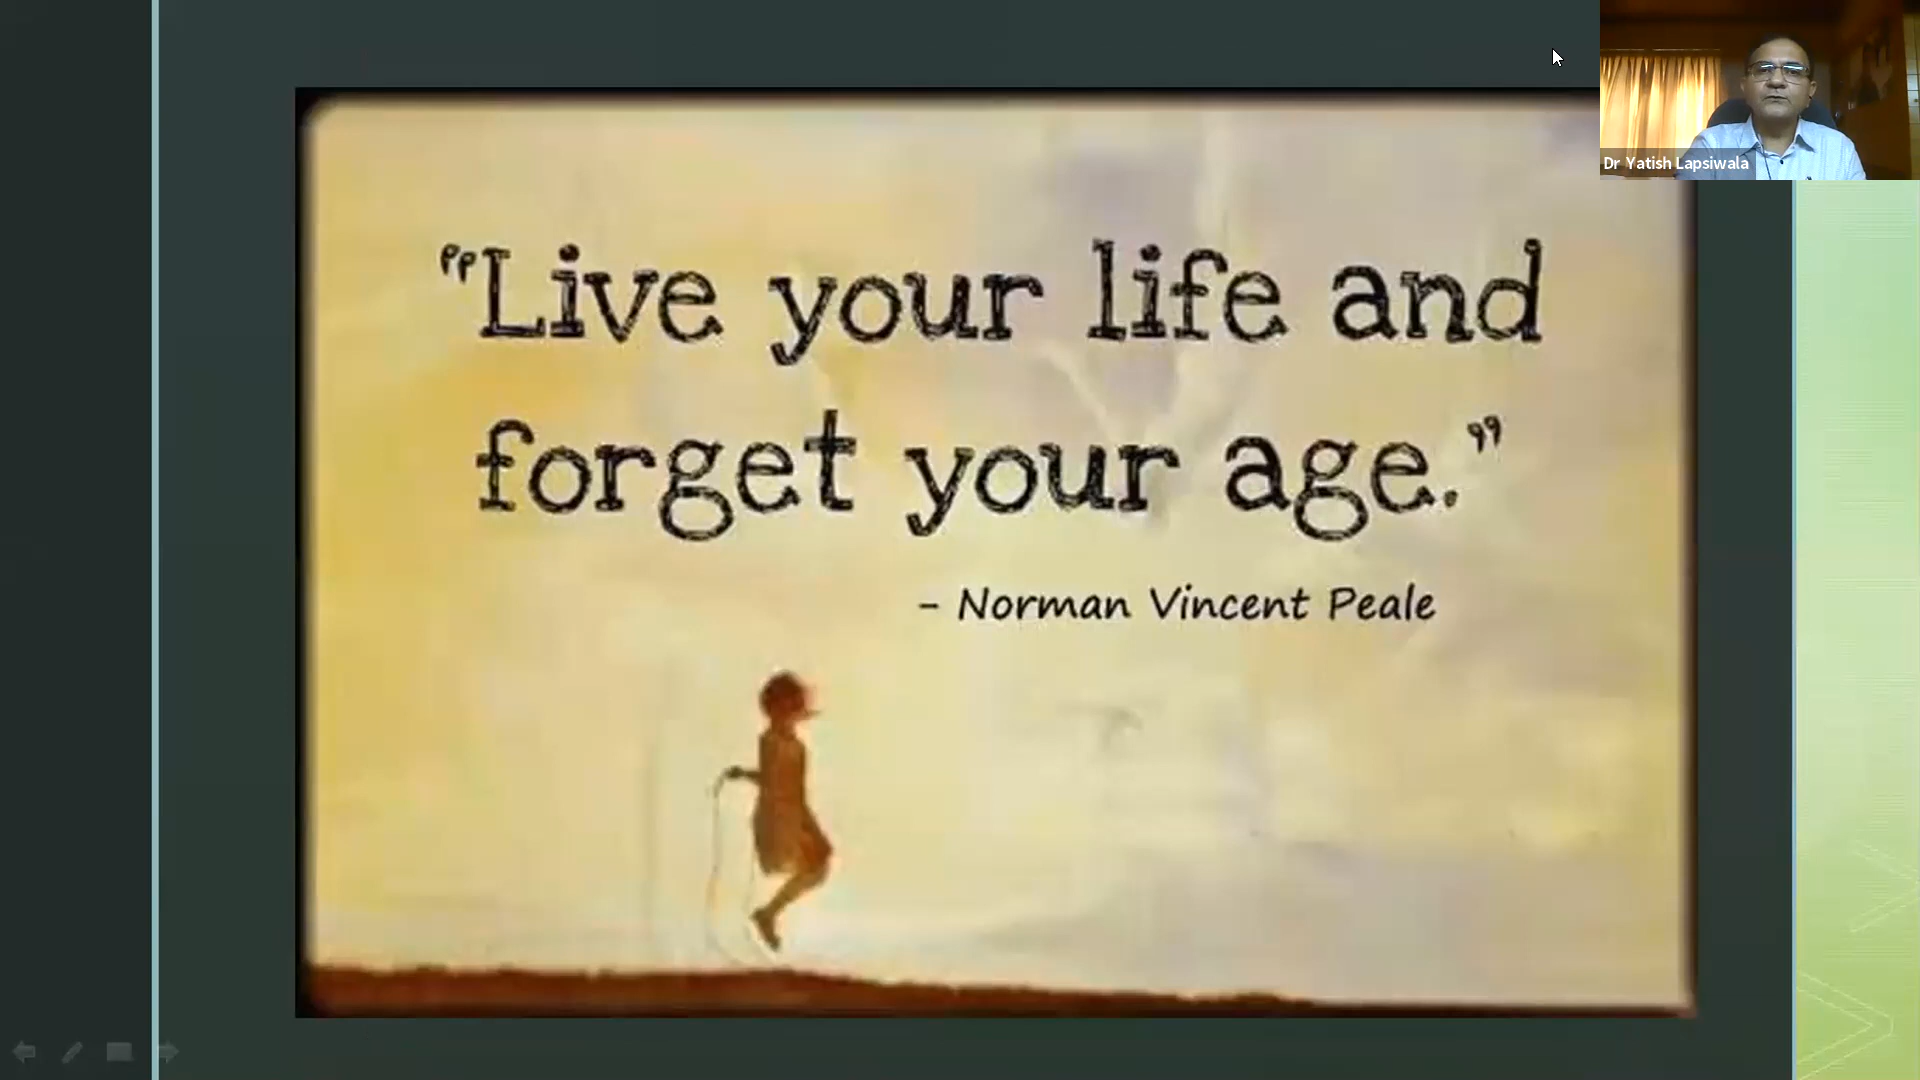 Dr Yatish Lapsiwala
"Live your life and
forget your age."
- Norman Vincent Peale